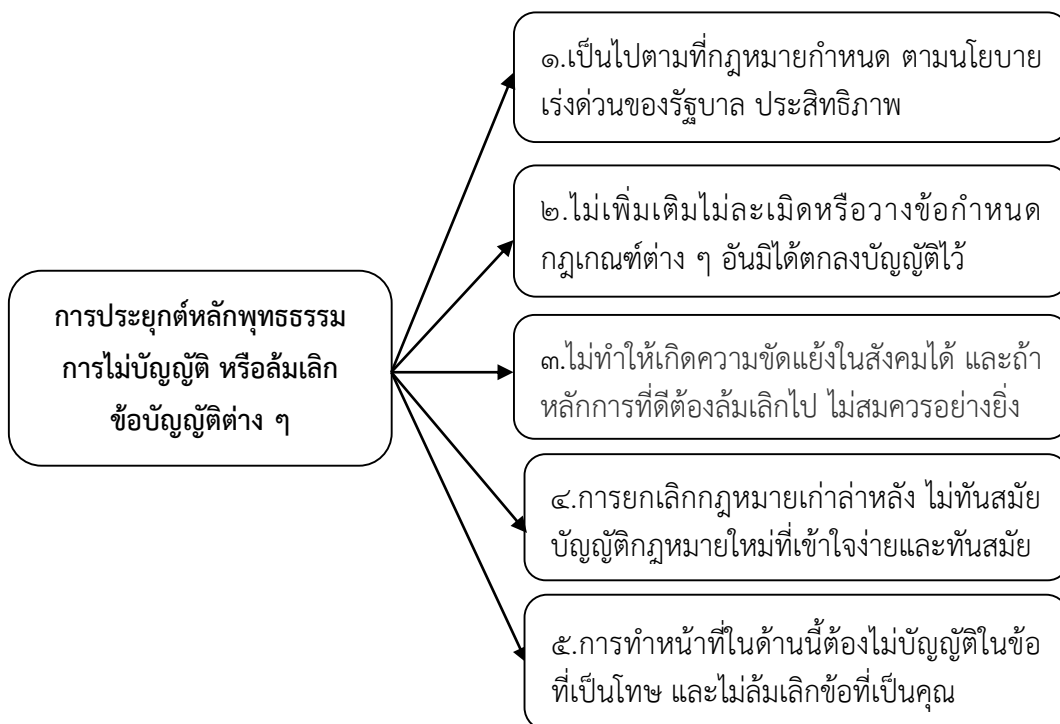 การประยุกต์หลักพุทธธรรม
การไม่บัญญัติ หรือล้มเลิก
ข้อบัญญัติต่าง ๆ
๑.เป็นไปตามที่กฎหมายกำหนด ตามนโยบาย
เร่งด่วนของรัฐบาล ประสิทธิภาพ
๒.ไม่เพิ่มเติมไม่ละเมิดหรือวางข้อกำหนด
กฎเกณฑ์ต่าง ๆ อันมิได้ตกลงบัญญัติไว้
๓.ไม่ทำให้เกิดความขัดแย้งในสังคมได้ และถ้า
หลักการที่ดีต้องล้มเลิกไป ไม่สมควรอย่างยิ่ง
๔.การยกเลิกกฎหมายเก่าล่าหลัง ไม่ทันสมัย
บัญญัติกฎหมายใหม่ที่เข้าใจง่ายและทันสมัย
๕.การทำหน้าที่ในด้านนี้ต้องไม่บัญญัติในข้อ
ที่เป็นโทษ และไม่ล้มเลิกข้อที่เป็นคุณ